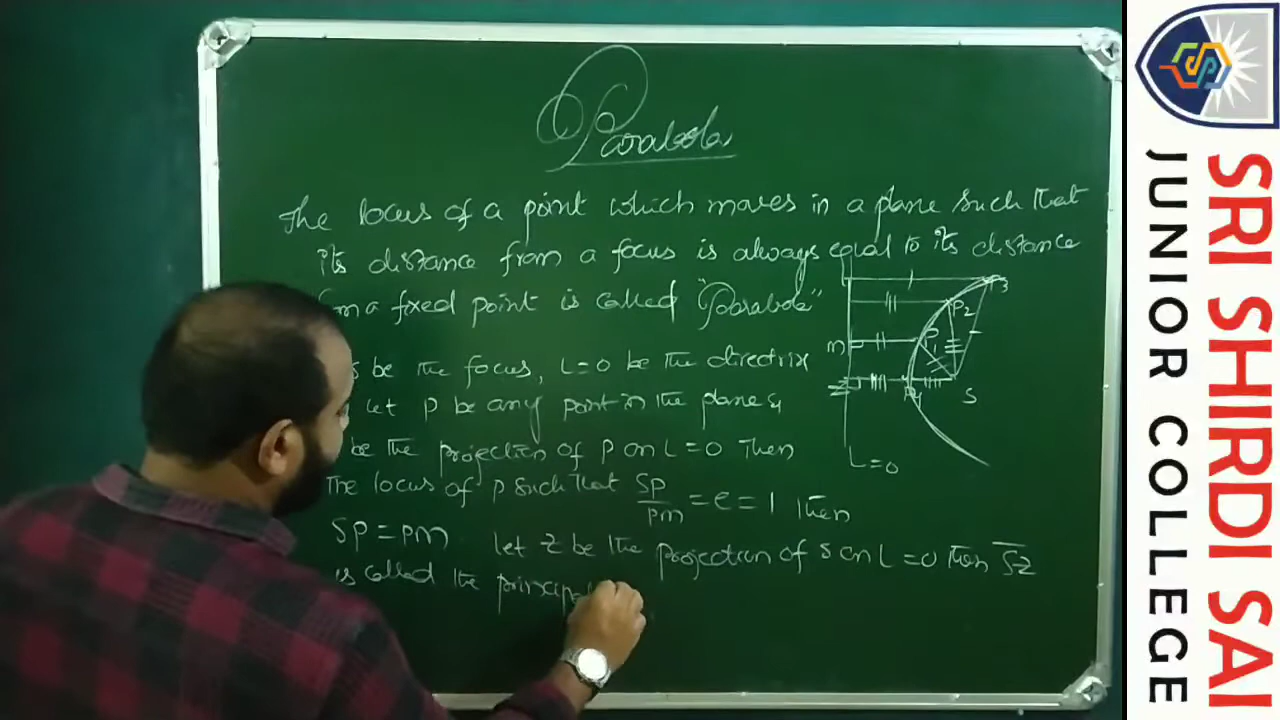 Parabola
The locus of a point which moves in a plane such that
its distance from a focus is always equal to its distance
a fixed point is called "Parabola"
be the focus, L=0 be the directrix
Let P be any point in the plane &
be the projection of P on L=0 Then
The locus of P such that SP/PM = e = 1 Then
SP=PM let Z be the projection of S on L=0 Then SZ
is called the princip
P3
P2
P1
M
Z
P4
S
L=0
SRI SHIRDI SAI
JUNIOR COLLEGE